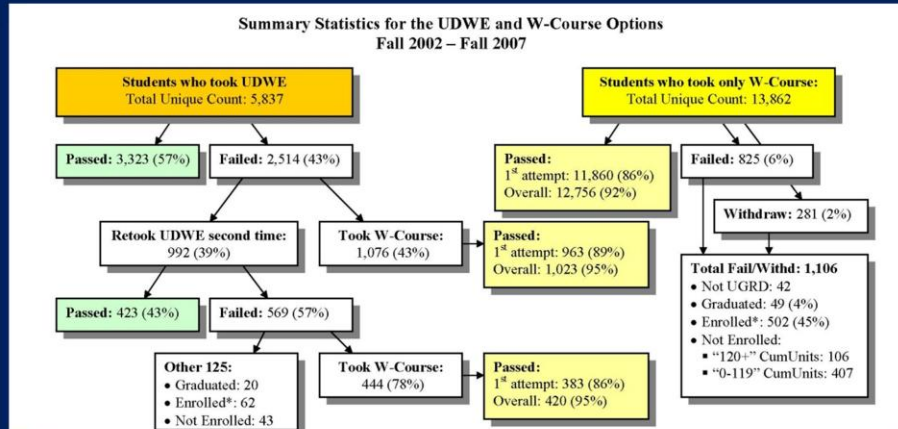 Summary Statistics for the UDWE and W-Course Options
Fall 2002 – Fall 2007
Students who took UDWE
Total Unique Count: 5,837
Students who took only W-Course:
Total Unique Count: 13,862
Passed: 3,323 (57%)
Failed: 2,514 (43%)
Passed:
1st attempt: 11,860 (86%)
Overall: 12,756 (92%)
Failed: 825 (6%)
Withdraw: 281 (2%)
Retook UDWE second time:
992 (39%)
Took W-Course:
1,076 (43%)
Passed:
1st attempt: 963 (89%)
Overall: 1,023 (95%)
Total Fail/Withd: 1,106
• Not UGRD: 42
• Graduated: 49 (4%)
• Enrolled*: 502 (45%)
• Not Enrolled:
▪ “120+” CumUnits: 106
▪ “0-119” CumUnits: 407
Passed: 423 (43%)
Failed: 569 (57%)
Other 125:
• Graduated: 20
• Enrolled*: 62
• Not Enrolled: 43
Took W-Course:
444 (78%)
Passed:
1st attempt: 383 (86%)
Overall: 420 (95%)